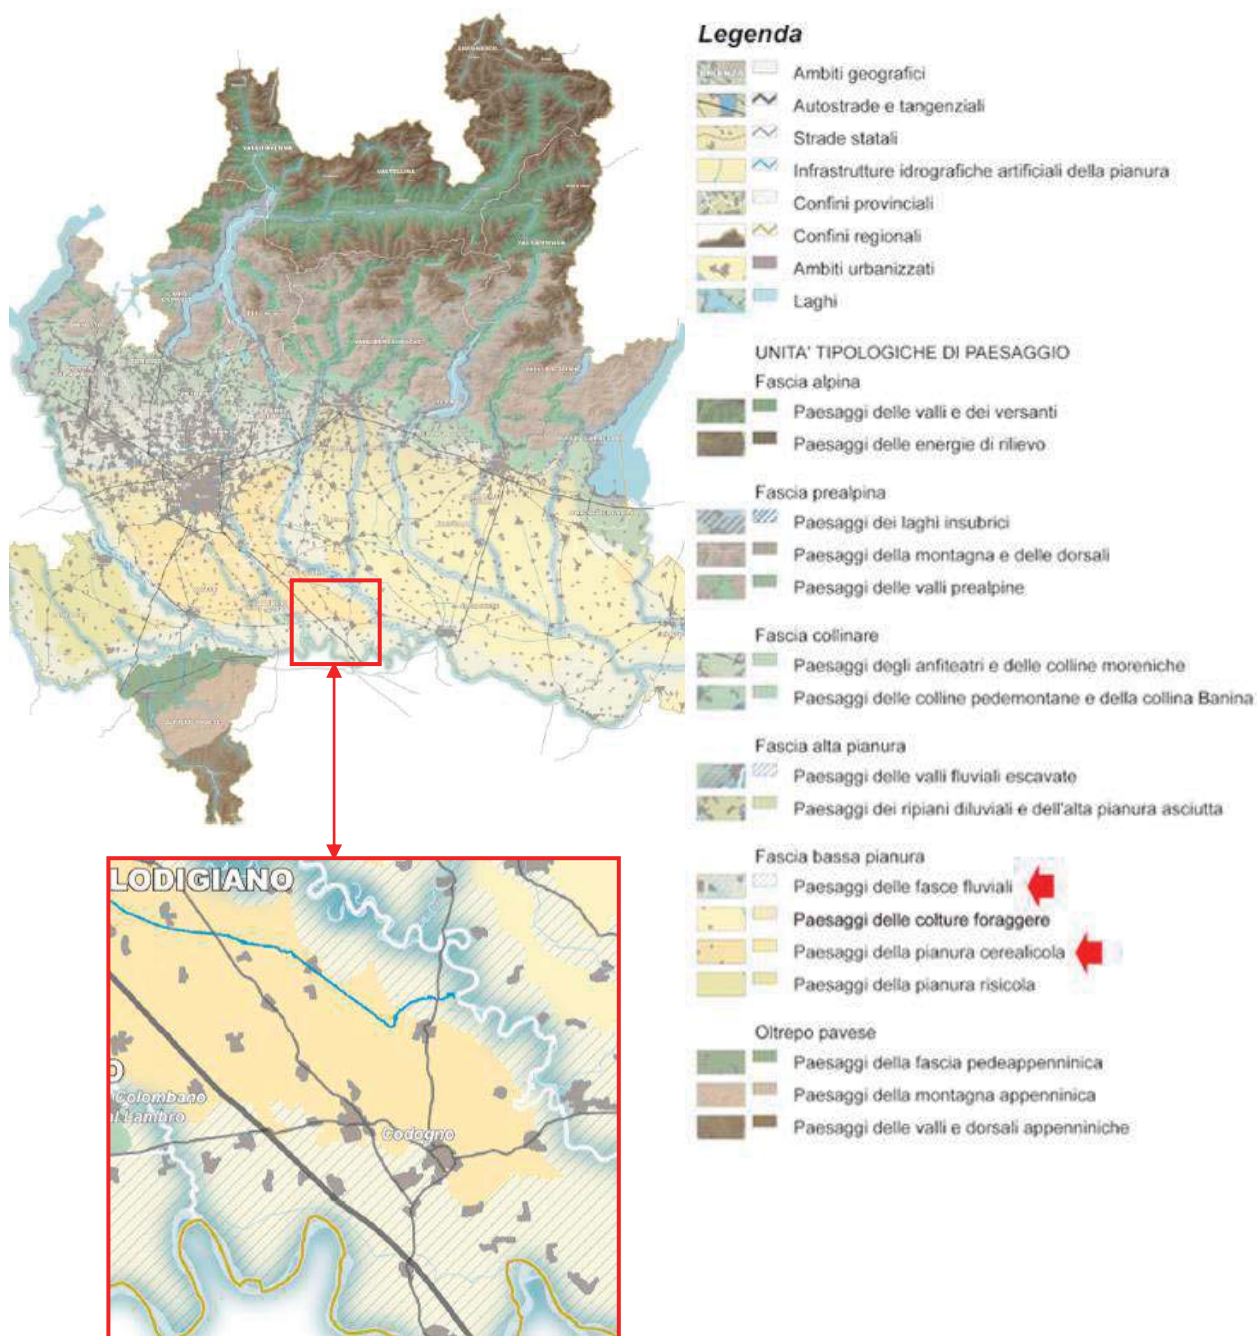 Legenda
Ambiti geografici
Autostrade e tangenziali
Strade statali
Infrastrutture idrografiche artificiali della pianura
Confini provinciali
Confini regionali
Ambiti urbanizzati
Laghi
UNITA' TIPOLOGICHE DI PAESAGGIO
Fascia alpina
Paesaggi delle valli e dei versanti
Paesaggi delle energie di rilievo
Fascia prealpina
Paesaggi dei laghi insubrici
Paesaggi della montagna e delle dorsali
Paesaggi delle valli prealpine
Fascia collinare
Paesaggi degli anfiteatri e delle colline moreniche
Paesaggi delle colline pedemontane e della collina Banina
Fascia alta pianura
Paesaggi delle valli fluviali escavate
Paesaggi dei ripiani diluviali e dell'alta pianura asciutta
Fascia bassa pianura
Paesaggi delle fasce fluviali
Paesaggi delle colture foraggere
Paesaggi della pianura cerealicola
Paesaggi della pianura risicola
Oltrepo pavese
Paesaggi della fascia pedeappenninica
Paesaggi della montagna appenninica
Paesaggi delle valli e dorsali appenniniche
VALTELLINA
LODIGIANO
O
Colombano
al Lambro
Codogno